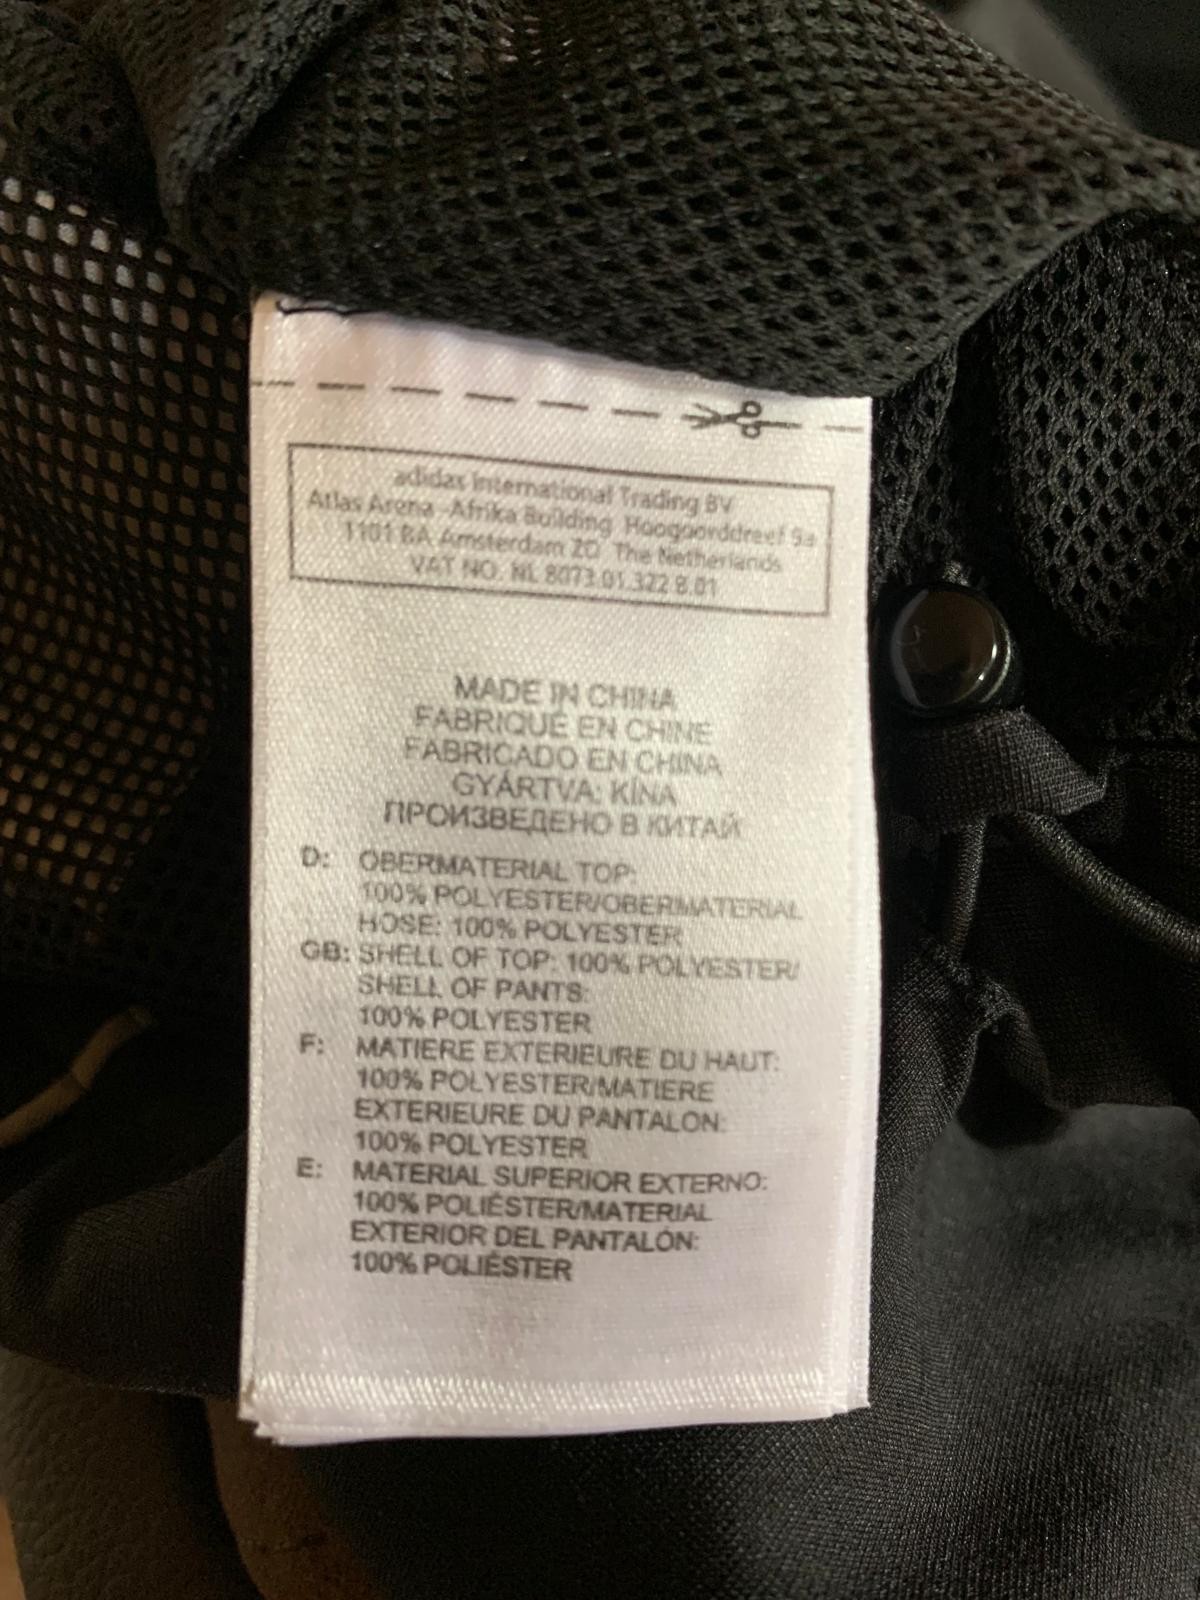 adidas International Trading BV
Atlas Arena -Afrika Building Hoogoorddreef 9a
1101 BA Amsterdam ZO The Netherlands
VAT NO. NL 8073.01.322 B.01
MADE IN CHINA
FABRIQUÉ EN CHINE
FABRICADO EN CHINA
GYÁRTVA: KÍNA
ПРОИЗВЕДЕНО В КИТАЙ
D: OBERMATERIAL TOP:
100% POLYESTER/OBERMATERIAL
HOSE: 100% POLYESTER
GB: SHELL OF TOP: 100% POLYESTER/
SHELL OF PANTS:
100% POLYESTER
F: MATIERE EXTERIEURE DU HAUT:
100% POLYESTER/MATIERE
EXTERIEURE DU PANTALON:
100% POLYESTER
E: MATERIAL SUPERIOR EXTERNO:
100% POLIÉSTER/MATERIAL
EXTERIOR DEL PANTALÓN:
100% POLIÉSTER